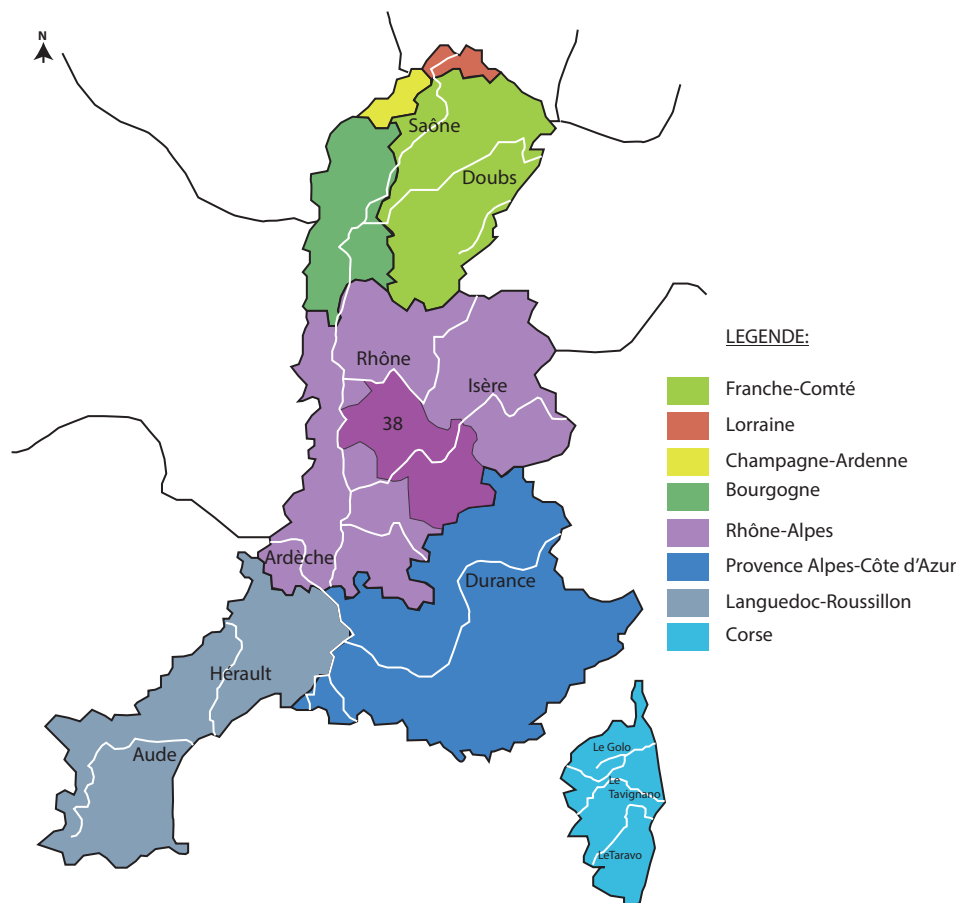 N
Saône
Doubs
Rhône
Isère
38
Ardèche
Durance
Hérault
Aude
Le Golo
Le
Tavignano
LeTaravo
LEGENDE:
Franche-Comté
Lorraine
Champagne-Ardenne
Bourgogne
Rhône-Alpes
Provence Alpes-Côte d'Azur
Languedoc-Roussillon
Corse